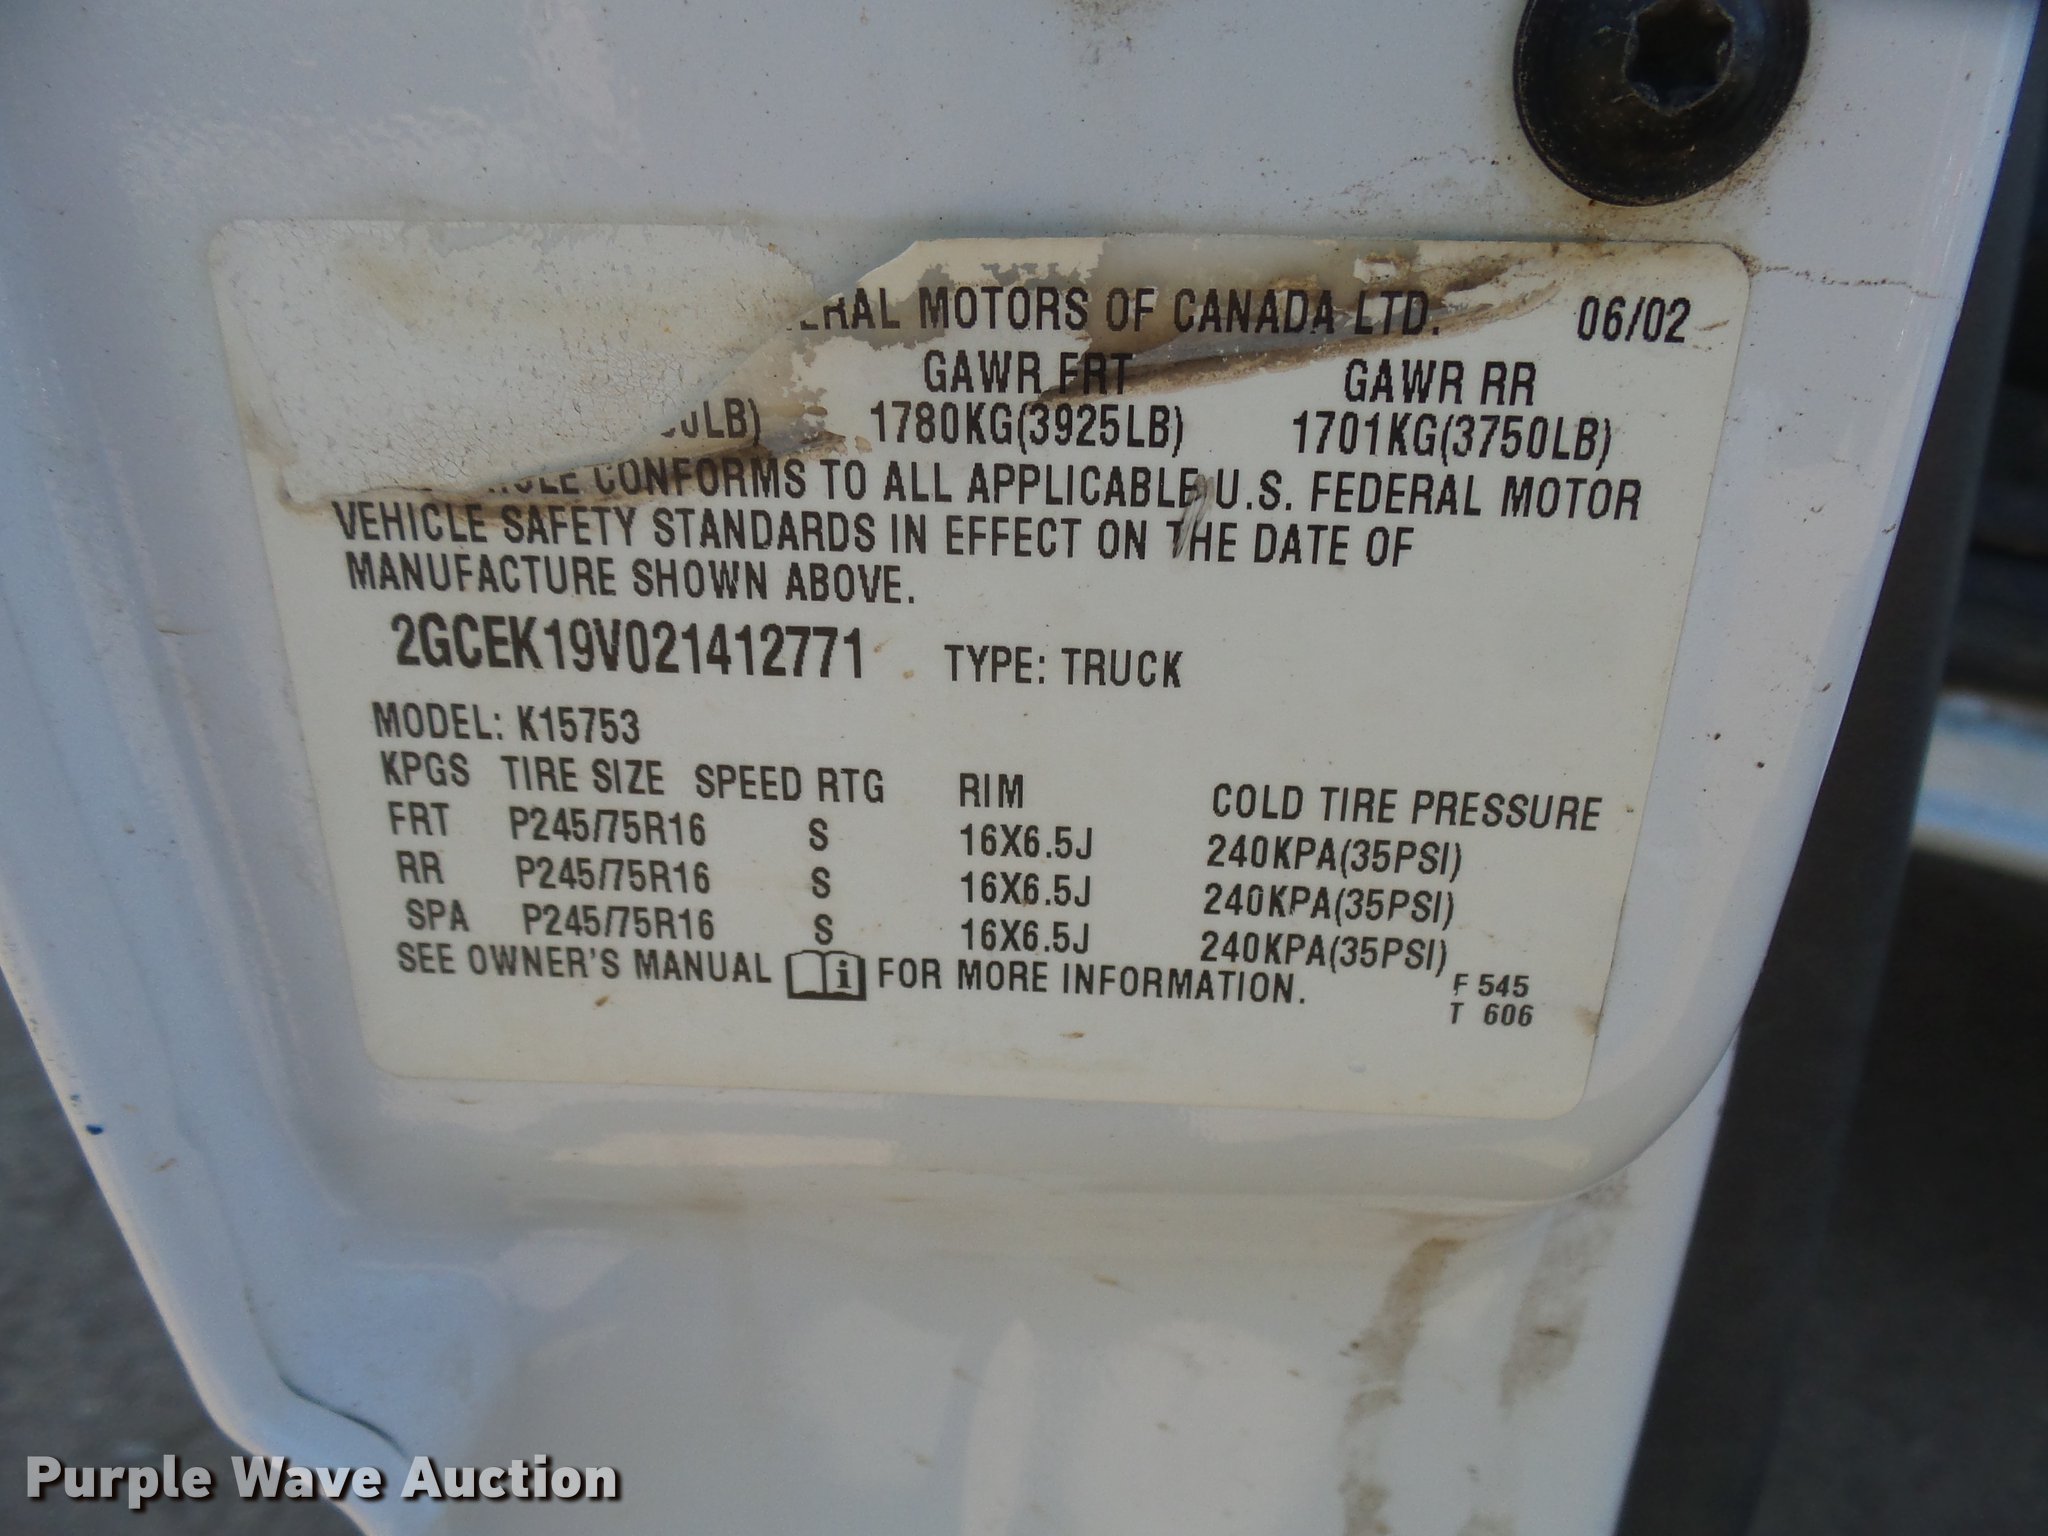 MOTORS OF CANADA LTD. 06/02
GAWR FRT GAWR RR
1780KG(3925LB) 1701KG(3750LB)
CONFORMS TO ALL APPLICABLE U.S. FEDERAL MOTOR
VEHICLE SAFETY STANDARDS IN EFFECT ON THE DATE OF
MANUFACTURE SHOWN ABOVE.
2GCEK19V021412771 TYPE: TRUCK
MODEL: K15753
KPGS TIRE SIZE SPEED RTG RIM COLD TIRE PRESSURE
FRT P245/75R16 S 16X6.5J 240KPA(35PSI)
RR P245/75R16 S 16X6.5J 240KPA(35PSI)
SPA P245/75R16 S 16X6.5J 240KPA(35PSI)
SEE OWNER'S MANUAL i FOR MORE INFORMATION.
F 545
T 606
Purple Wave Auction